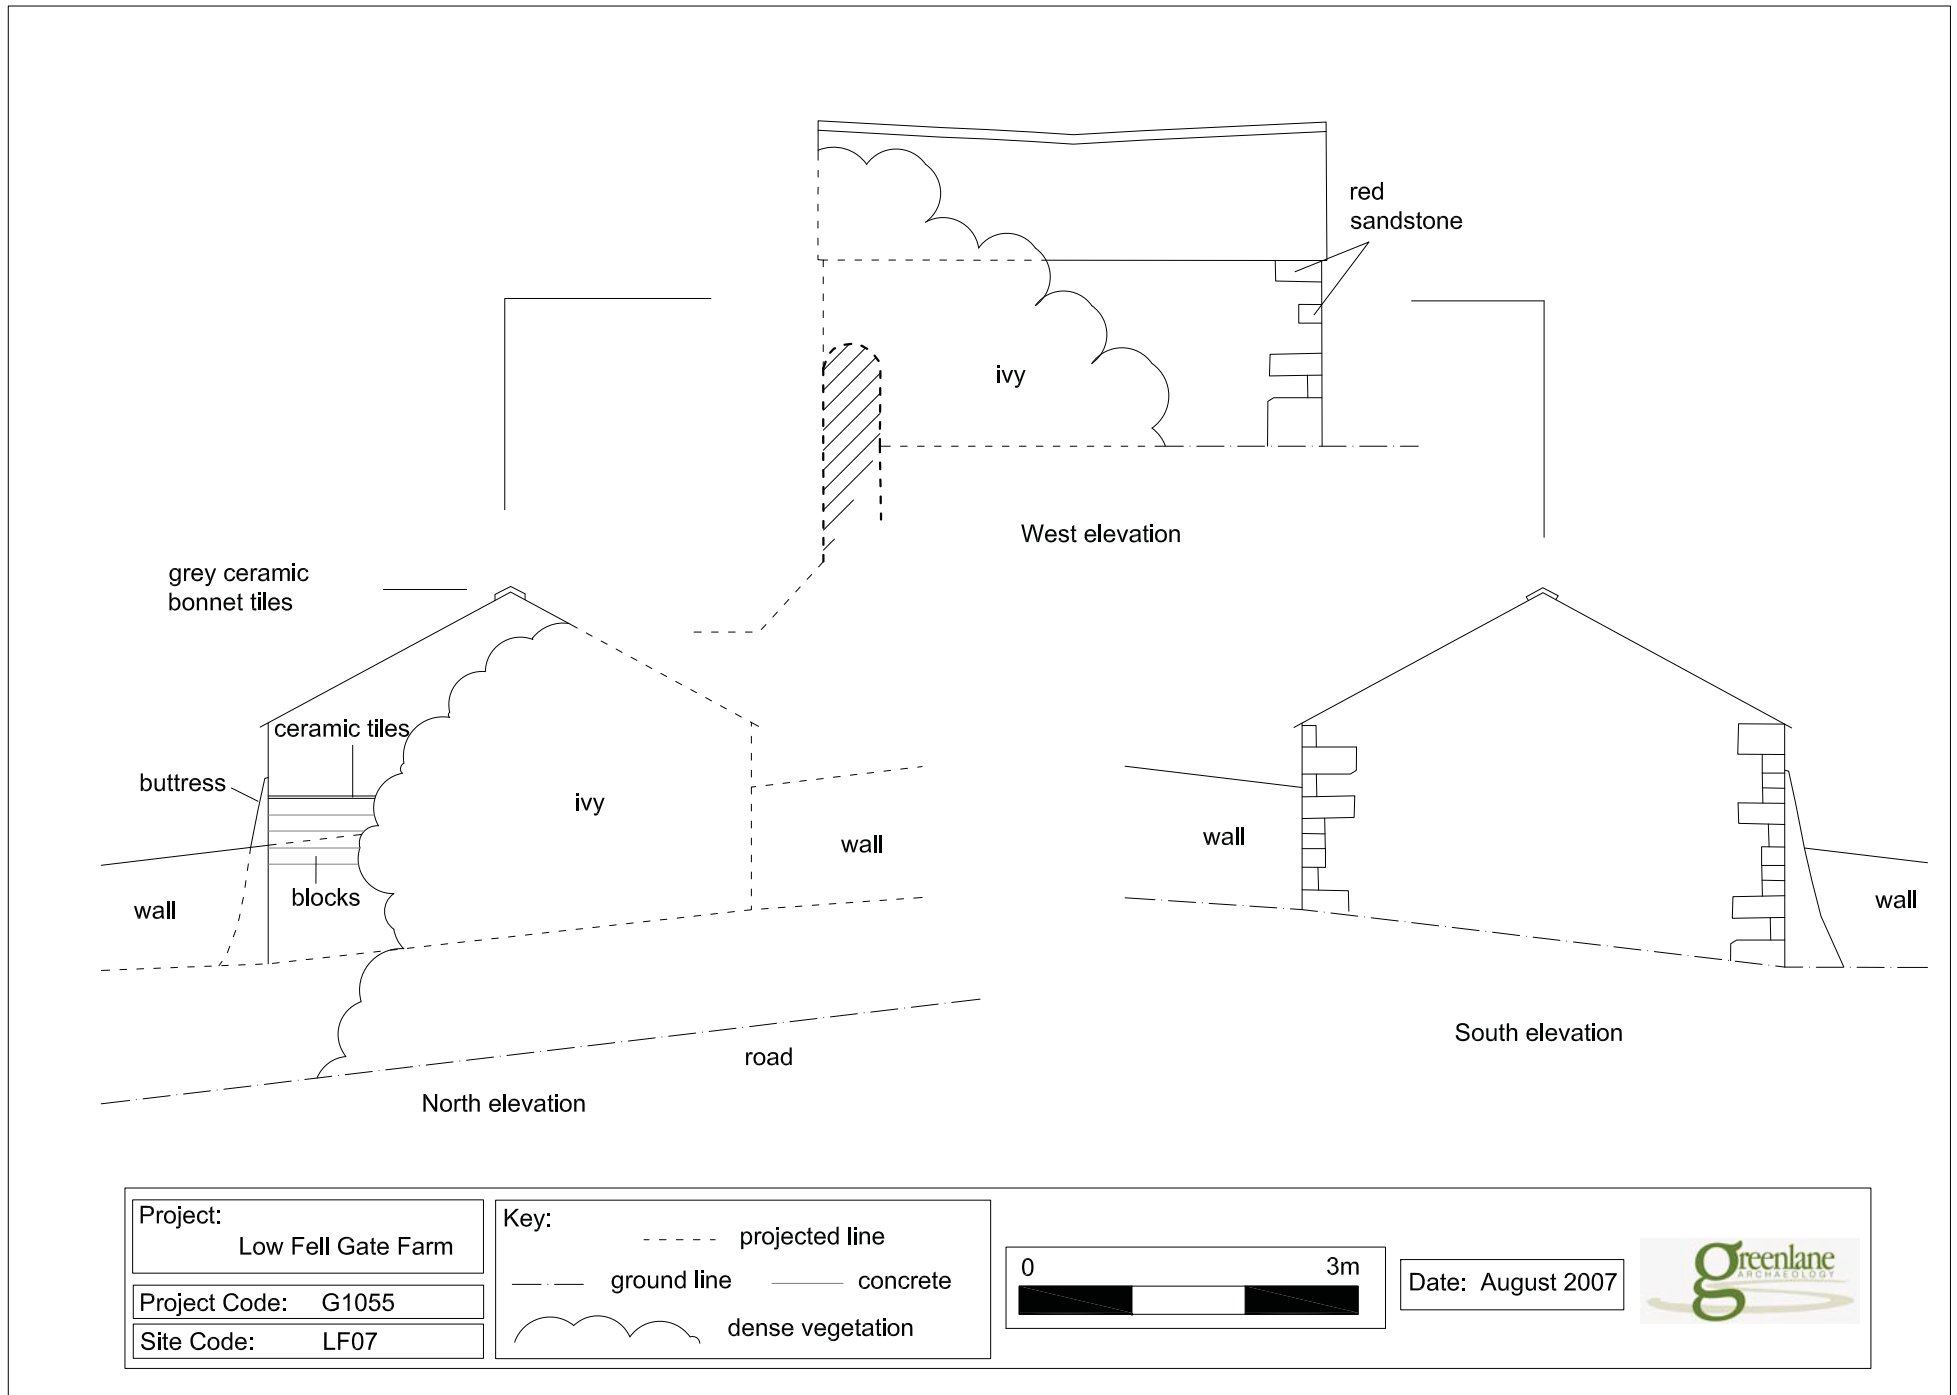 red
sandstone
ivy
West elevation
grey ceramic
bonnet tiles
ceramic tiles
buttress
ivy
wall
wall
blocks
wall
wall
South elevation
road
North elevation
Project:
Low Fell Gate Farm
Project Code: G1055
Site Code: LF07
Key:
projected line
ground line
concrete
dense vegetation
0 3m
Date: August 2007
greenlane
ARCHAEOLOGY